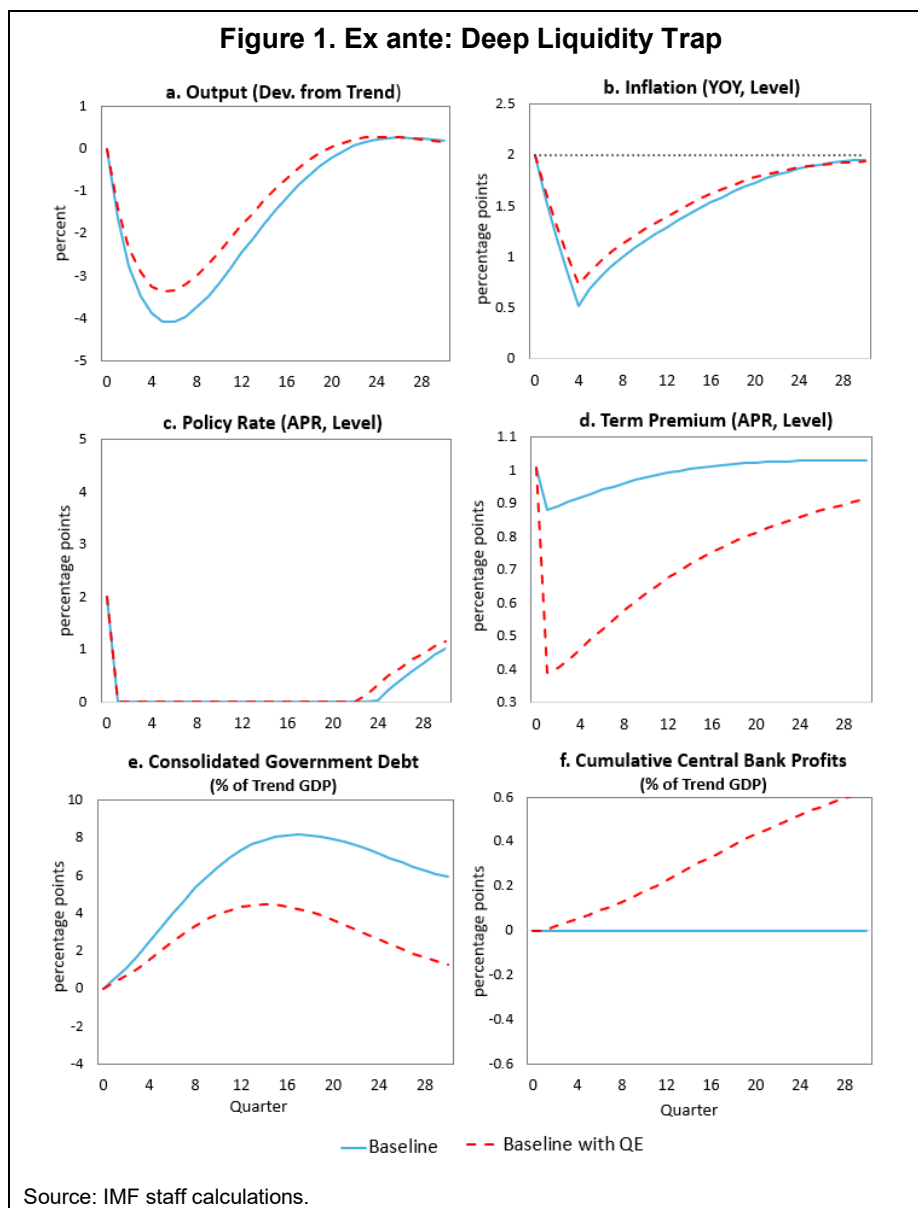 Figure 1. Ex ante: Deep Liquidity Trap
a. Output (Dev. from Trend)
1
0
-1
-2
-3
-4
-5
percent
0 4 8 12 16 20 24 28
b. Inflation (YOY, Level)
2.5
2
1.5
1
0.5
0
percentage points
0 4 8 12 16 20 24 28
c. Policy Rate (APR, Level)
5
4
3
2
1
0
percentage points
0 4 8 12 16 20 24 28
d. Term Premium (APR, Level)
1.1
1
0.9
0.8
0.7
0.6
0.5
0.4
0.3
percentage points
0 4 8 12 16 20 24 28
e. Consolidated Government Debt
(% of Trend GDP)
10
8
6
4
2
0
-2
-4
percentage points
0 4 8 12 16 20 24 28
Quarter
f. Cumulative Central Bank Profits
(% of Trend GDP)
0.6
0.4
0.2
0
-0.2
-0.4
-0.6
percentage points
0 4 8 12 16 20 24 28
Quarter
Baseline
Baseline with QE
Source: IMF staff calculations.